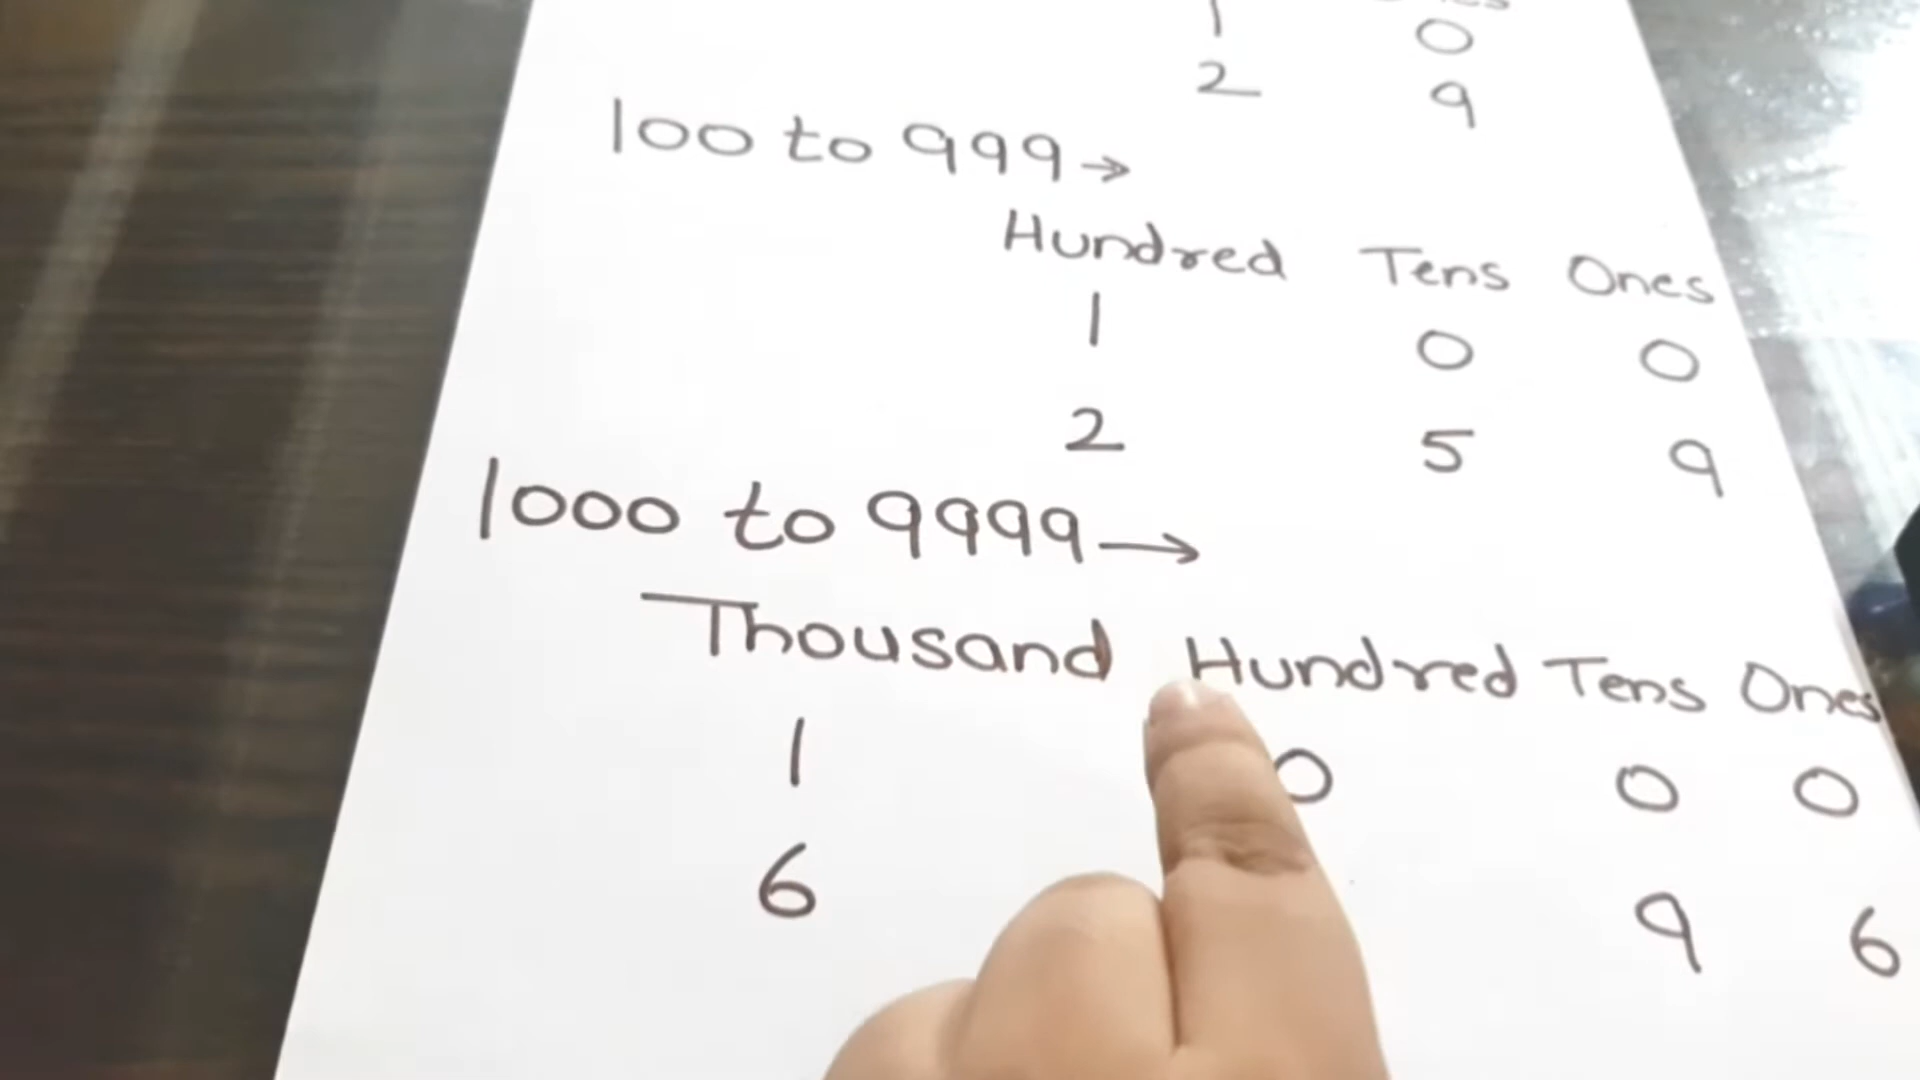 1 0
2 9
100 to 999→
Hundred Tens Ones
1 0 0
2 5 9
1000 to 9999→
Thousand Hundred Tens Ones
1 0 0 0
6 9 6